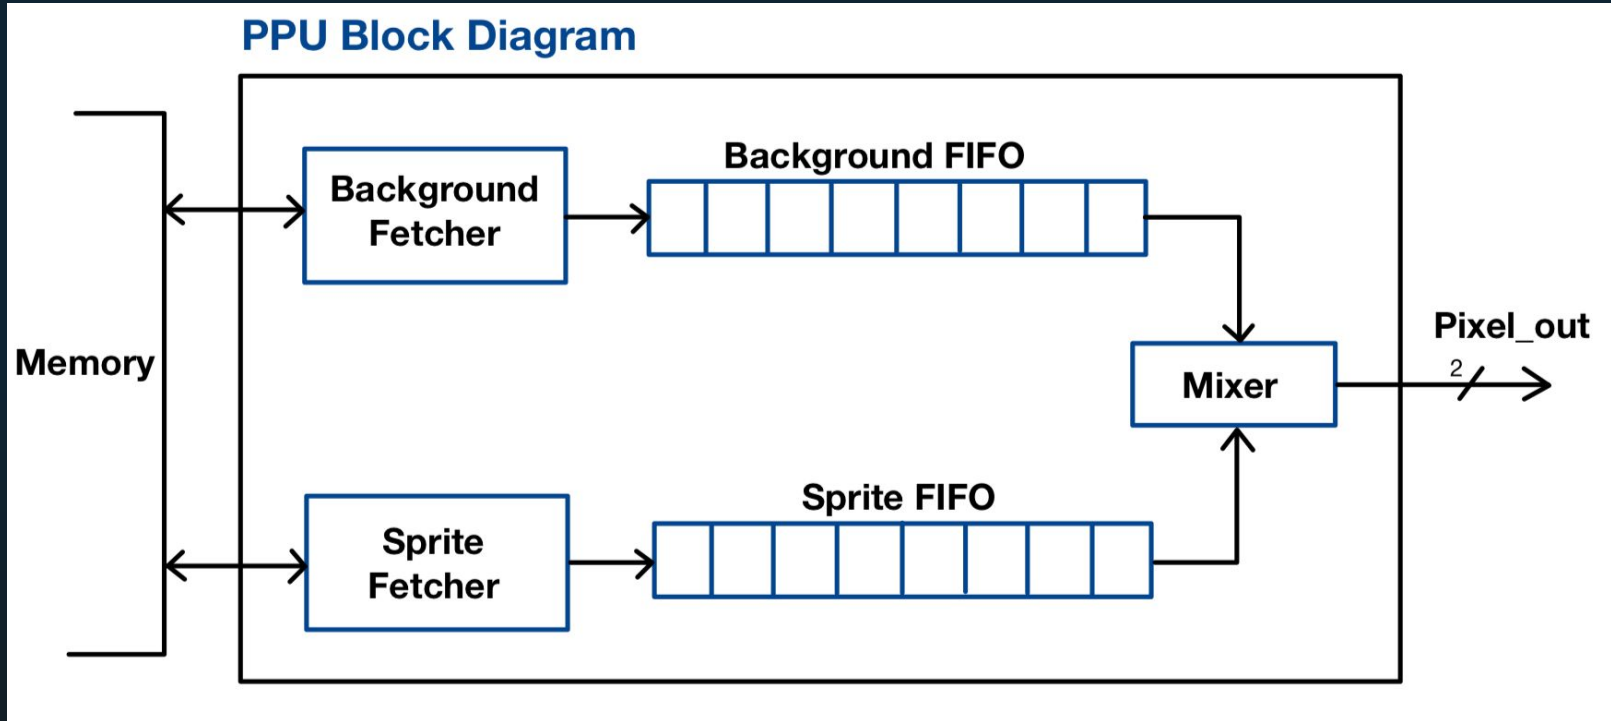 PPU Block Diagram
Background FIFO
Background
Fetcher
Pixel_out
2
Memory
Mixer
Sprite FIFO
Sprite
Fetcher